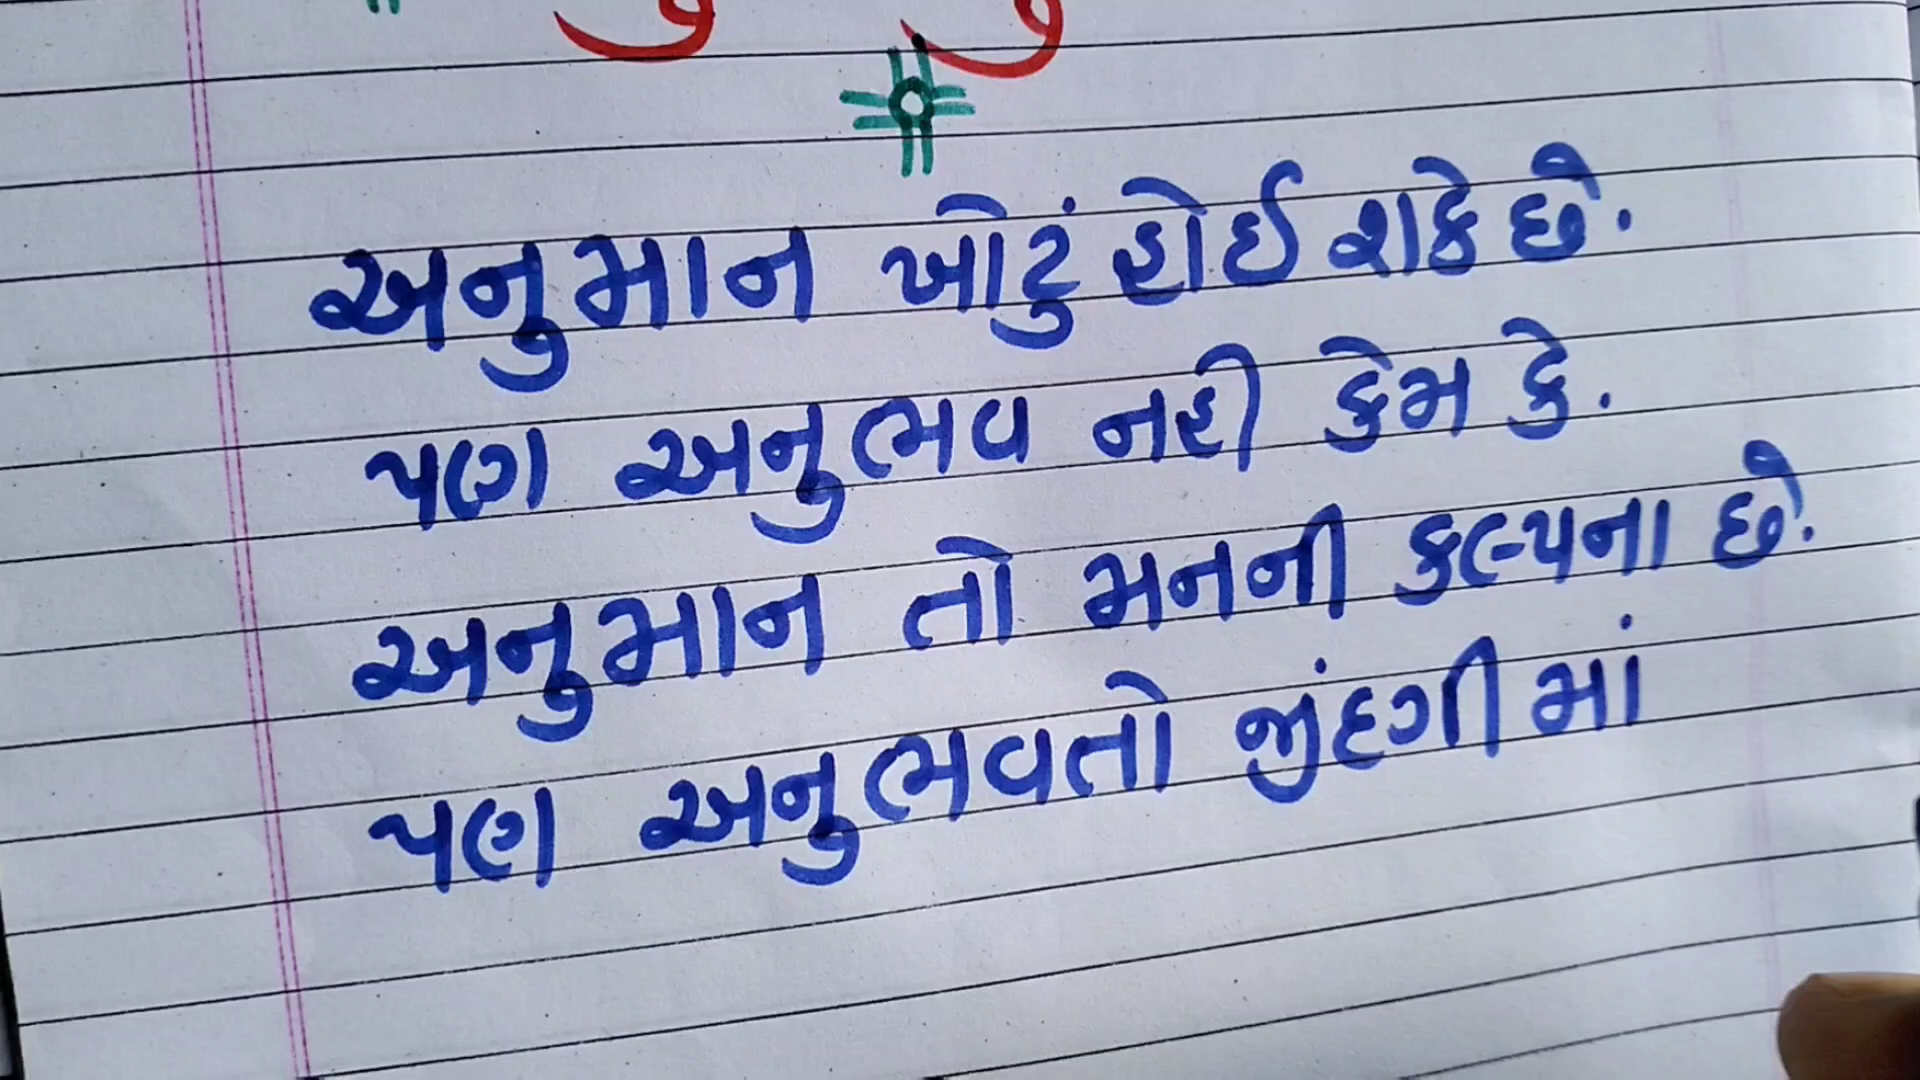 અનુમાન ખોટું હોઈ શકે છે.
પણ અનુભવ નહી કેમ કે.
અનુમાન તો મનની કલ્પના છે.
પણ અનુભવતો જીંદગી માં